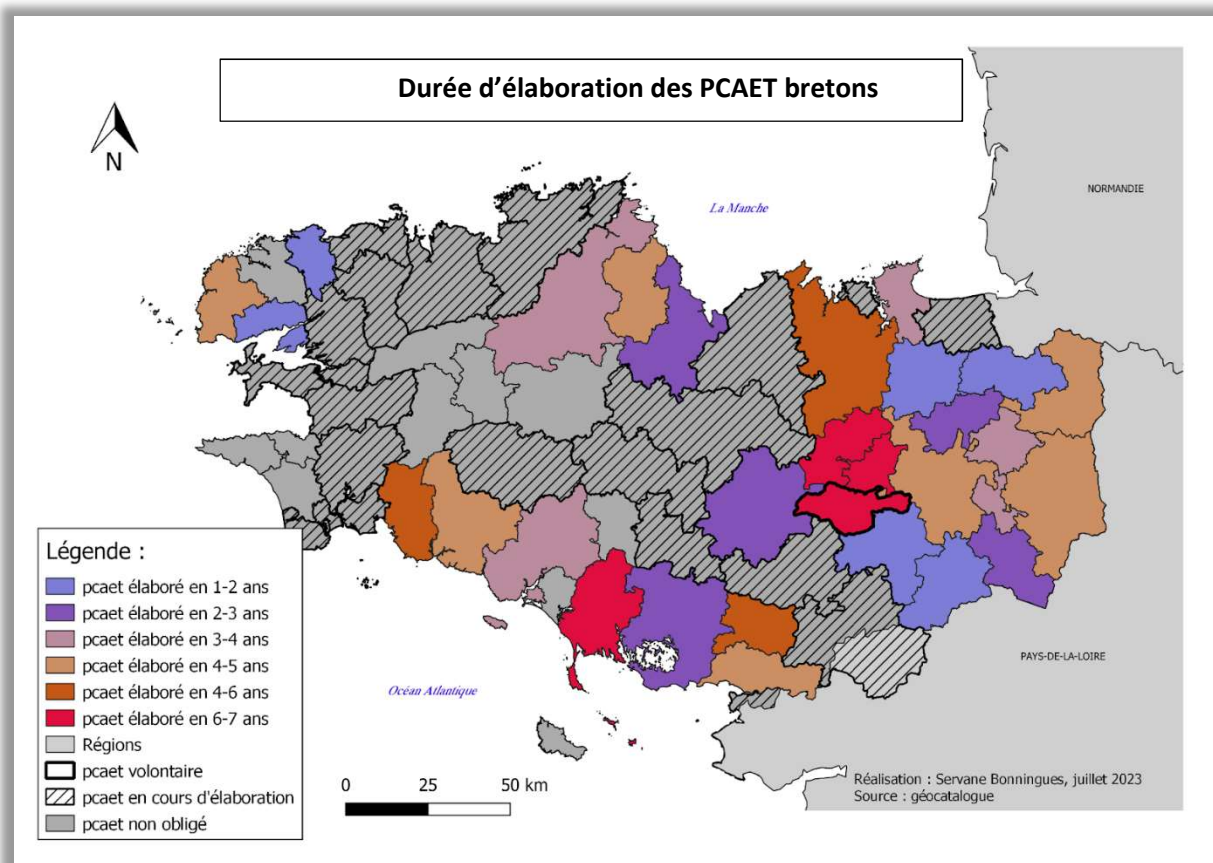 Durée d'élaboration des PCAET bretons
N
NORMANDIE
La Manche
Légende :
pcaet élaboré en 1-2 ans
pcaet élaboré en 2-3 ans
pcaet élaboré en 3-4 ans
pcaet élaboré en 4-5 ans
pcaet élaboré en 4-6 ans
pcaet élaboré en 6-7 ans
Régions
pcaet volontaire
pcaet en cours d'élaboration
pcaet non obligé
PAYS-DE-LA-LOIRE
Océan Atlantique
0 25 50 km
Réalisation : Servane Bonningues, juillet 2023
Source : géocatalogue